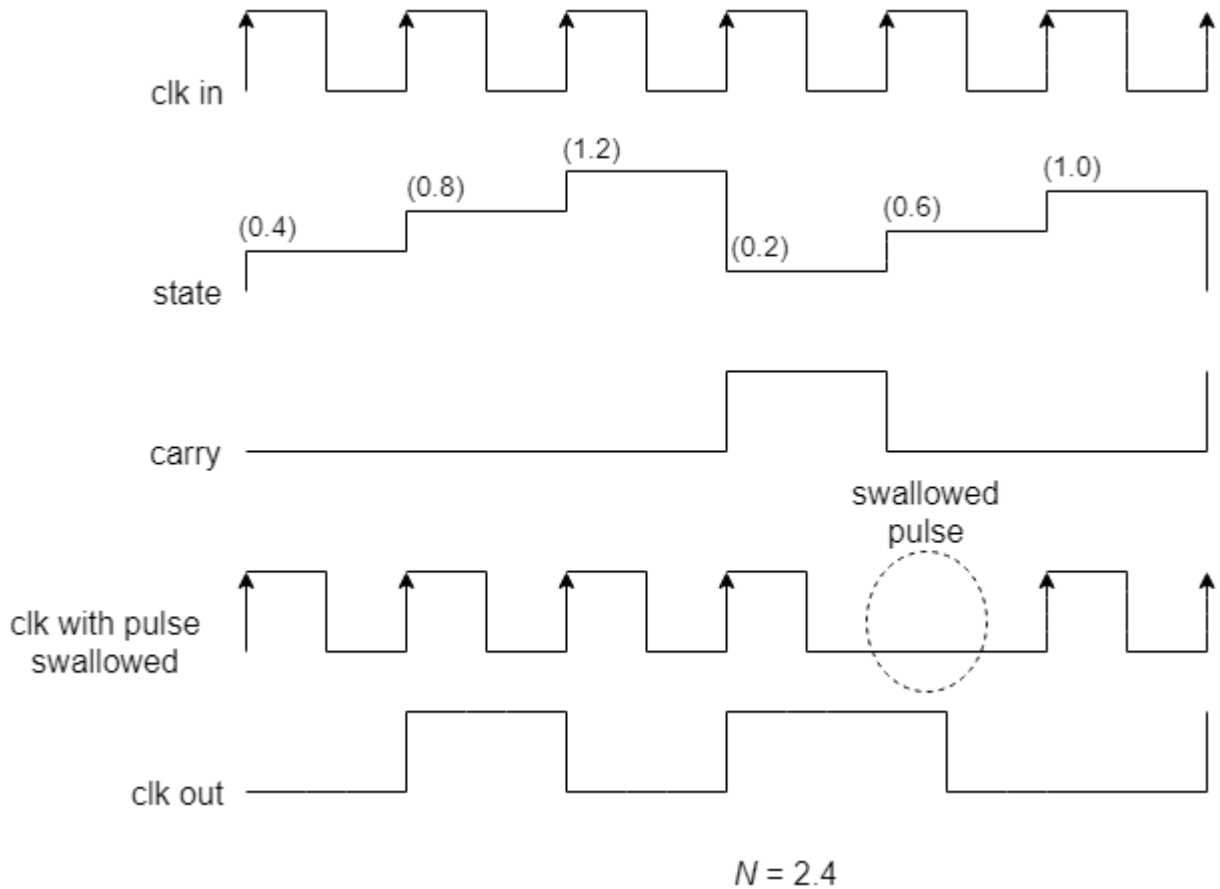 clk in
(0.4)
(0.8)
(1.2)
(0.2)
(0.6)
(1.0)
state
carry
swallowed
pulse
clk with pulse
swallowed
clk out
N = 2.4